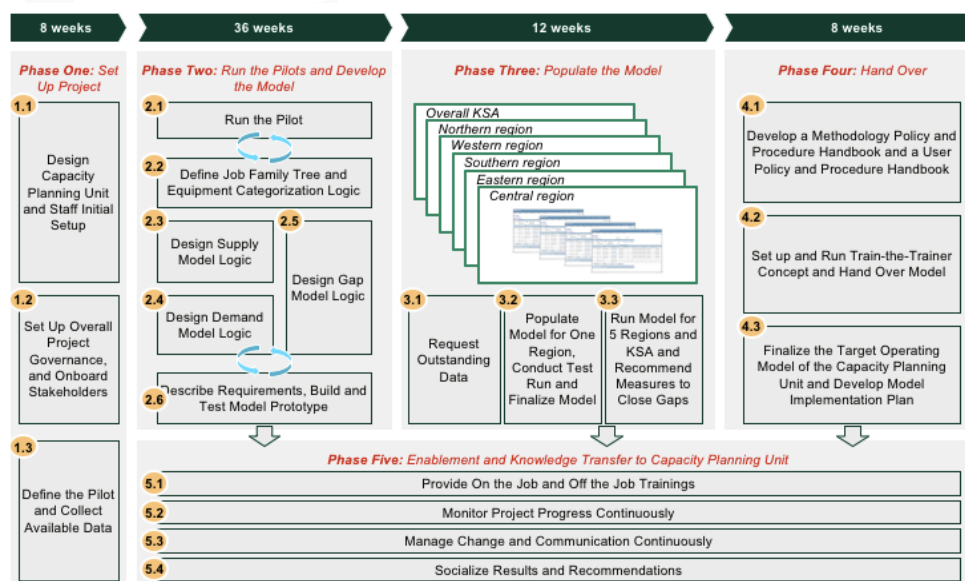 8 weeks
36 weeks
12 weeks
8 weeks
Phase One: Set
Up Project
1.1
Design
Capacity
Planning Unit
and Staff Initial
Setup
1.2
Set Up Overall
Project
Governance,
and Onboard
Stakeholders
1.3
Define the Pilot
and Collect
Available Data
Phase Two: Run the Pilots and Develop
the Model
2.1
Run the Pilot
2.2
Define Job Family Tree and
Equipment Categorization Logic
2.3
Design Supply
Model Logic
2.4
Design Demand
Model Logic
2.5
Design Gap
Model Logic
2.6
Describe Requirements, Build and
Test Model Prototype
Phase Three: Populate the Model
Overall KSA
Northern region
Western region
Southern region
Eastern region
Central region
3.1
Request
Outstanding
Data
3.2
Populate
Model for One
Region,
Conduct Test
Run and
Finalize Model
3.3
Run Model for
5 Regions and
KSA and
Recommend
Measures to
Close Gaps
Phase Four: Hand Over
4.1
Develop a Methodology Policy and
Procedure Handbook and a User
Policy and Procedure Handbook
4.2
Set up and Run Train-the-Trainer
Concept and Hand Over Model
4.3
Finalize the Target Operating
Model of the Capacity Planning
Unit and Develop Model
Implementation Plan
Phase Five: Enablement and Knowledge Transfer to Capacity Planning Unit
5.1
Provide On the Job and Off the Job Trainings
5.2
Monitor Project Progress Continuously
5.3
Manage Change and Communication Continuously
5.4
Socialize Results and Recommendations